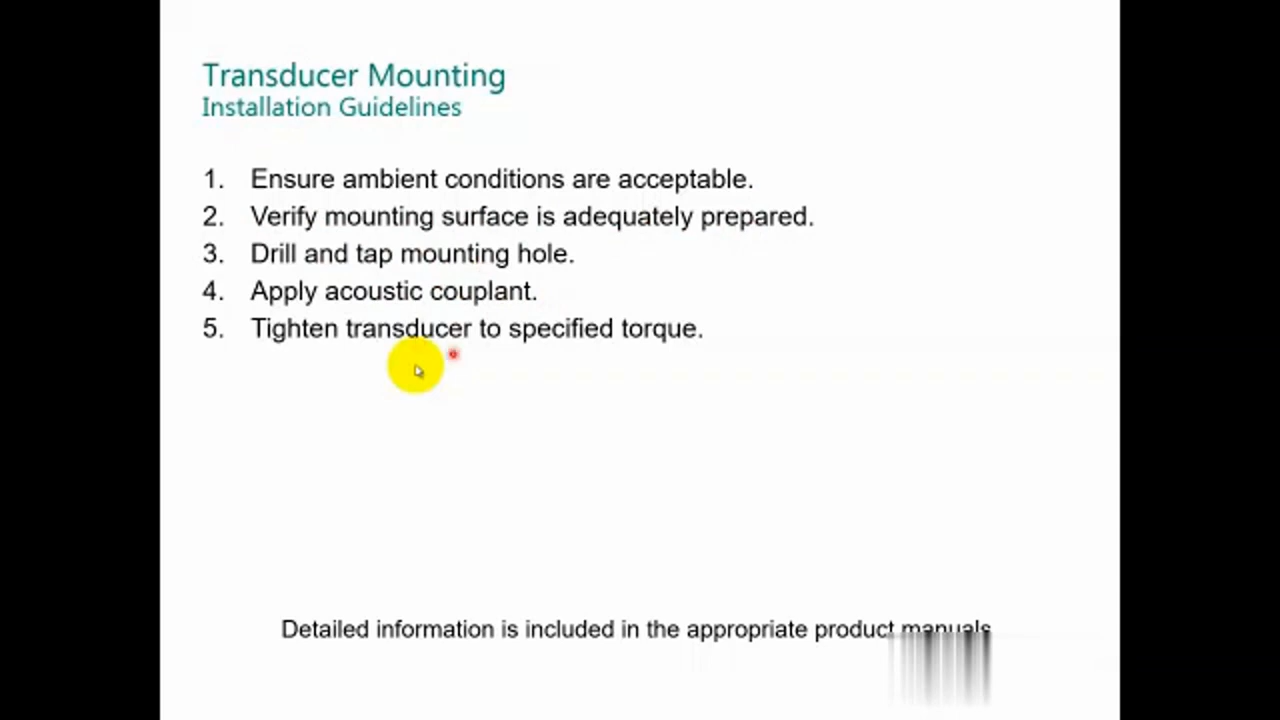 Transducer Mounting
Installation Guidelines
1. Ensure ambient conditions are acceptable.
2. Verify mounting surface is adequately prepared.
3. Drill and tap mounting hole.
4. Apply acoustic couplant.
5. Tighten transducer to specified torque.
Detailed information is included in the appropriate product manuals